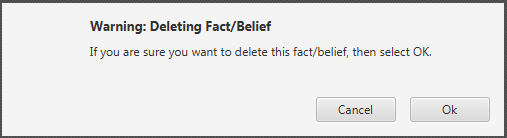 Warning: Deleting Fact/Belief
If you are sure you want to delete this fact/belief, then select OK.
Cancel
Ok